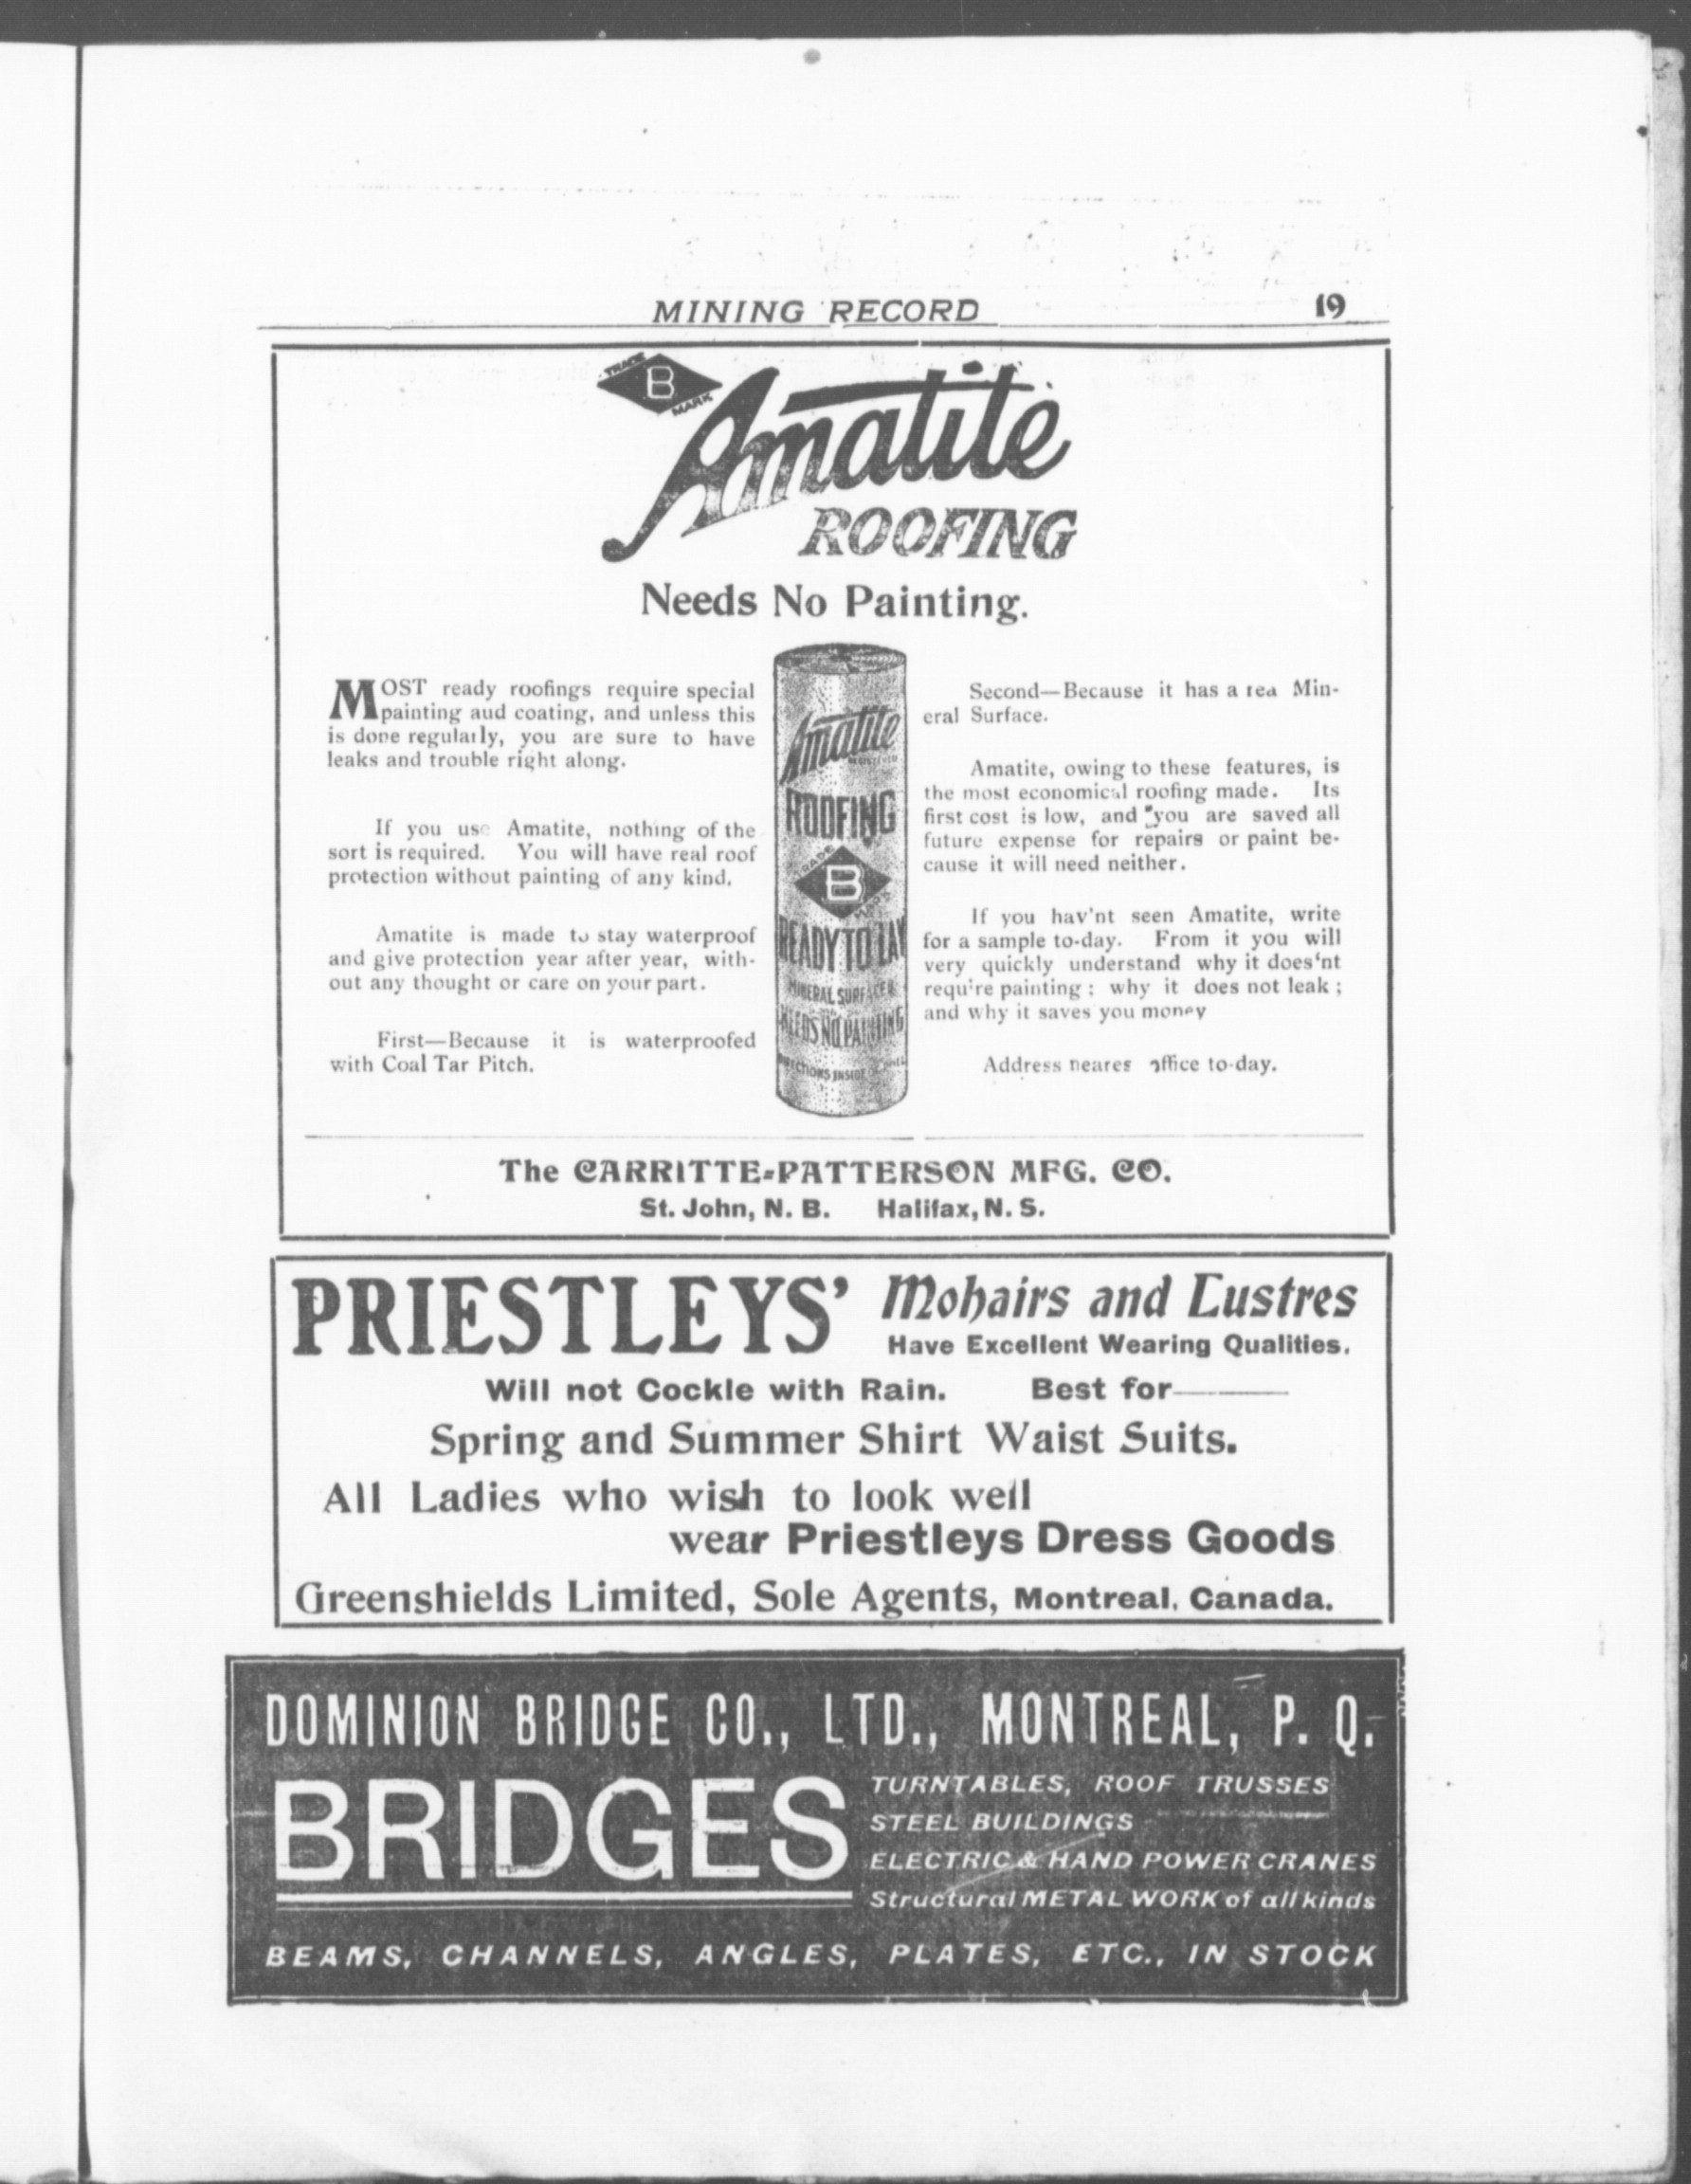 MINING RECORD 19
TRADE B MARK
Amatite
ROOFING
Needs No Painting.
MOST ready roofings require special
painting aud coating, and unless this
is done regularly, you are sure to have
leaks and trouble right along.
If you use Amatite, nothing of the
sort is required. You will have real roof
protection without painting of any kind.
Amatite is made to stay waterproof
and give protection year after year, with-
out any thought or care on your part.
First—Because it is waterproofed
with Coal Tar Pitch.
Amatite
REGISTERED
ROOFING
TRADE B MARK
READY TO LAY
MINERAL SURFACED
NEEDS NO PAINTING
DIRECTIONS INSIDE
Second—Because it has a rea Min-
eral Surface.
Amatite, owing to these features, is
the most economical roofing made. Its
first cost is low, and you are saved all
future expense for repairs or paint be-
cause it will need neither.
If you hav'nt seen Amatite, write
for a sample to-day. From it you will
very quickly understand why it does'nt
require painting; why it does not leak;
and why it saves you money
Address neares office to-day.
The CARRITTE-PATTERSON MFG. CO.
St. John, N. B. Halifax, N. S.
PRIESTLEYS' Mohairs and Lustres
Have Excellent Wearing Qualities.
Will not Cockle with Rain. Best for——
Spring and Summer Shirt Waist Suits.
All Ladies who wish to look well
wear Priestleys Dress Goods
Greenshields Limited, Sole Agents, Montreal, Canada.
DOMINION BRIDGE CO., LTD., MONTREAL, P. Q.
BRIDGES
TURNTABLES, ROOF TRUSSES
STEEL BUILDINGS
ELECTRIC & HAND POWER CRANES
Structural METAL WORK of all kinds
BEAMS, CHANNELS, ANGLES, PLATES, ETC., IN STOCK